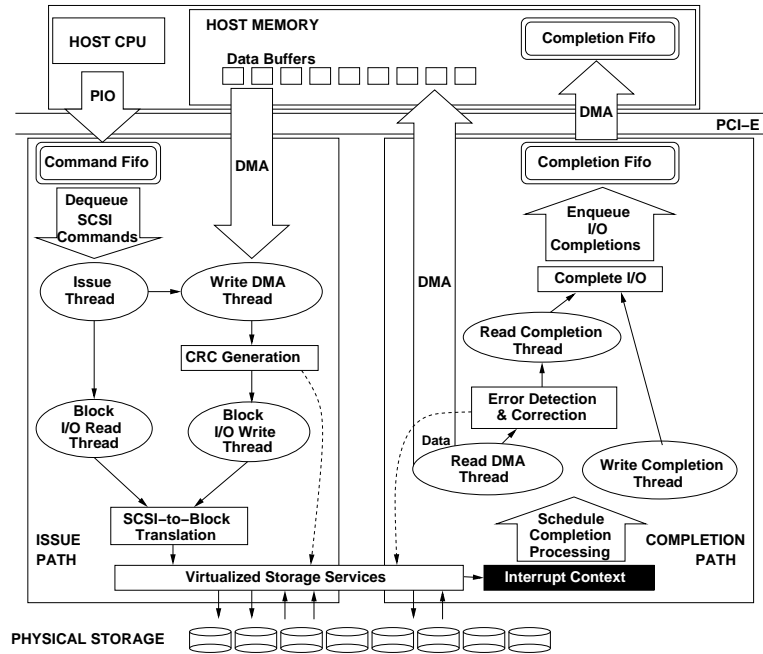 HOST MEMORY
HOST CPU
Completion Fifo
Data Buffers
PIO
DMA
PCI–E
Command Fifo
DMA
Completion Fifo
Dequeue
SCSI
Commands
Enqueue
I/O
Completions
Issue
Thread
Write DMA
Thread
DMA
Complete I/O
Read Completion
Thread
CRC Generation
Error Detection
& Correction
Block
I/O Read
Thread
Block
I/O Write
Thread
Data
Read DMA
Thread
Write Completion
Thread
SCSI–to–Block
Translation
Schedule
Completion
Processing
ISSUE
PATH
COMPLETION
PATH
Virtualized Storage Services
Interrupt Context
PHYSICAL STORAGE